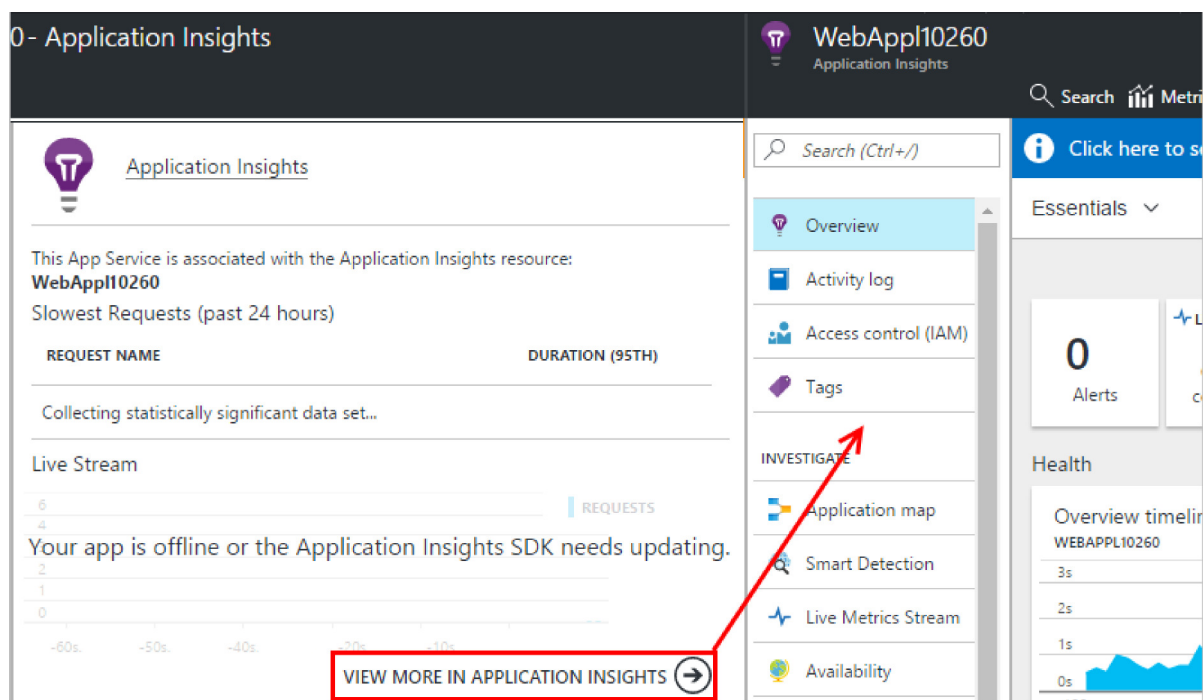 0 - Application Insights
Application Insights
This App Service is associated with the Application Insights resource:
WebAppl10260
Slowest Requests (past 24 hours)
REQUEST NAME DURATION (95TH)
Collecting statistically significant data set...
Live Stream
6
REQUESTS
4
Your app is offline or the Application Insights SDK needs updating.
2
1
0
-60s. -50s. -40s. -20s. -10s.
VIEW MORE IN APPLICATION INSIGHTS
WebAppl10260
Application Insights
Search Metri
Search (Ctrl+/)
Click here to se
Overview
Activity log
Access control (IAM)
Tags
INVESTIGATE
Application map
Smart Detection
Live Metrics Stream
Availability
Essentials
0
Alerts
L
c
Health
Overview timelin
WEBAPPL10260
3s
2s
1s
0s